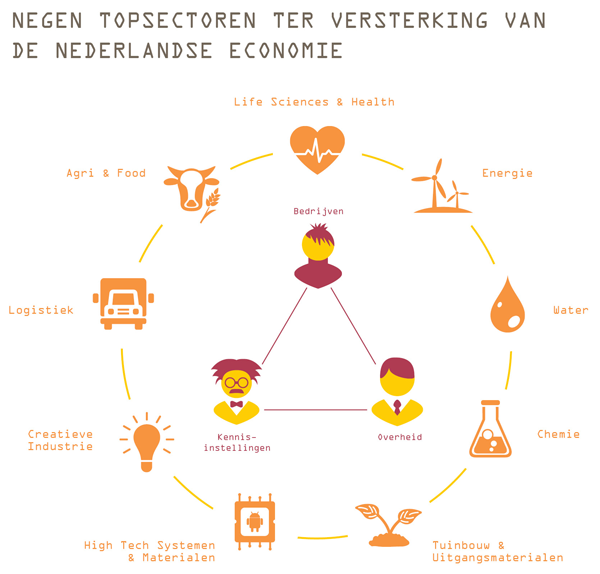 NEGEN TOPSECTOREN TER VERSTERKING VAN
DE NEDERLANDSE ECONOMIE
Life Sciences & Health
Agri & Food
Energie
Bedrijven
Logistiek
Water
Creatieve
Industrie
Kennis-
instellingen
Overheid
Chemie
High Tech Systemen
& Materialen
Tuinbouw &
Uitgangsmaterialen